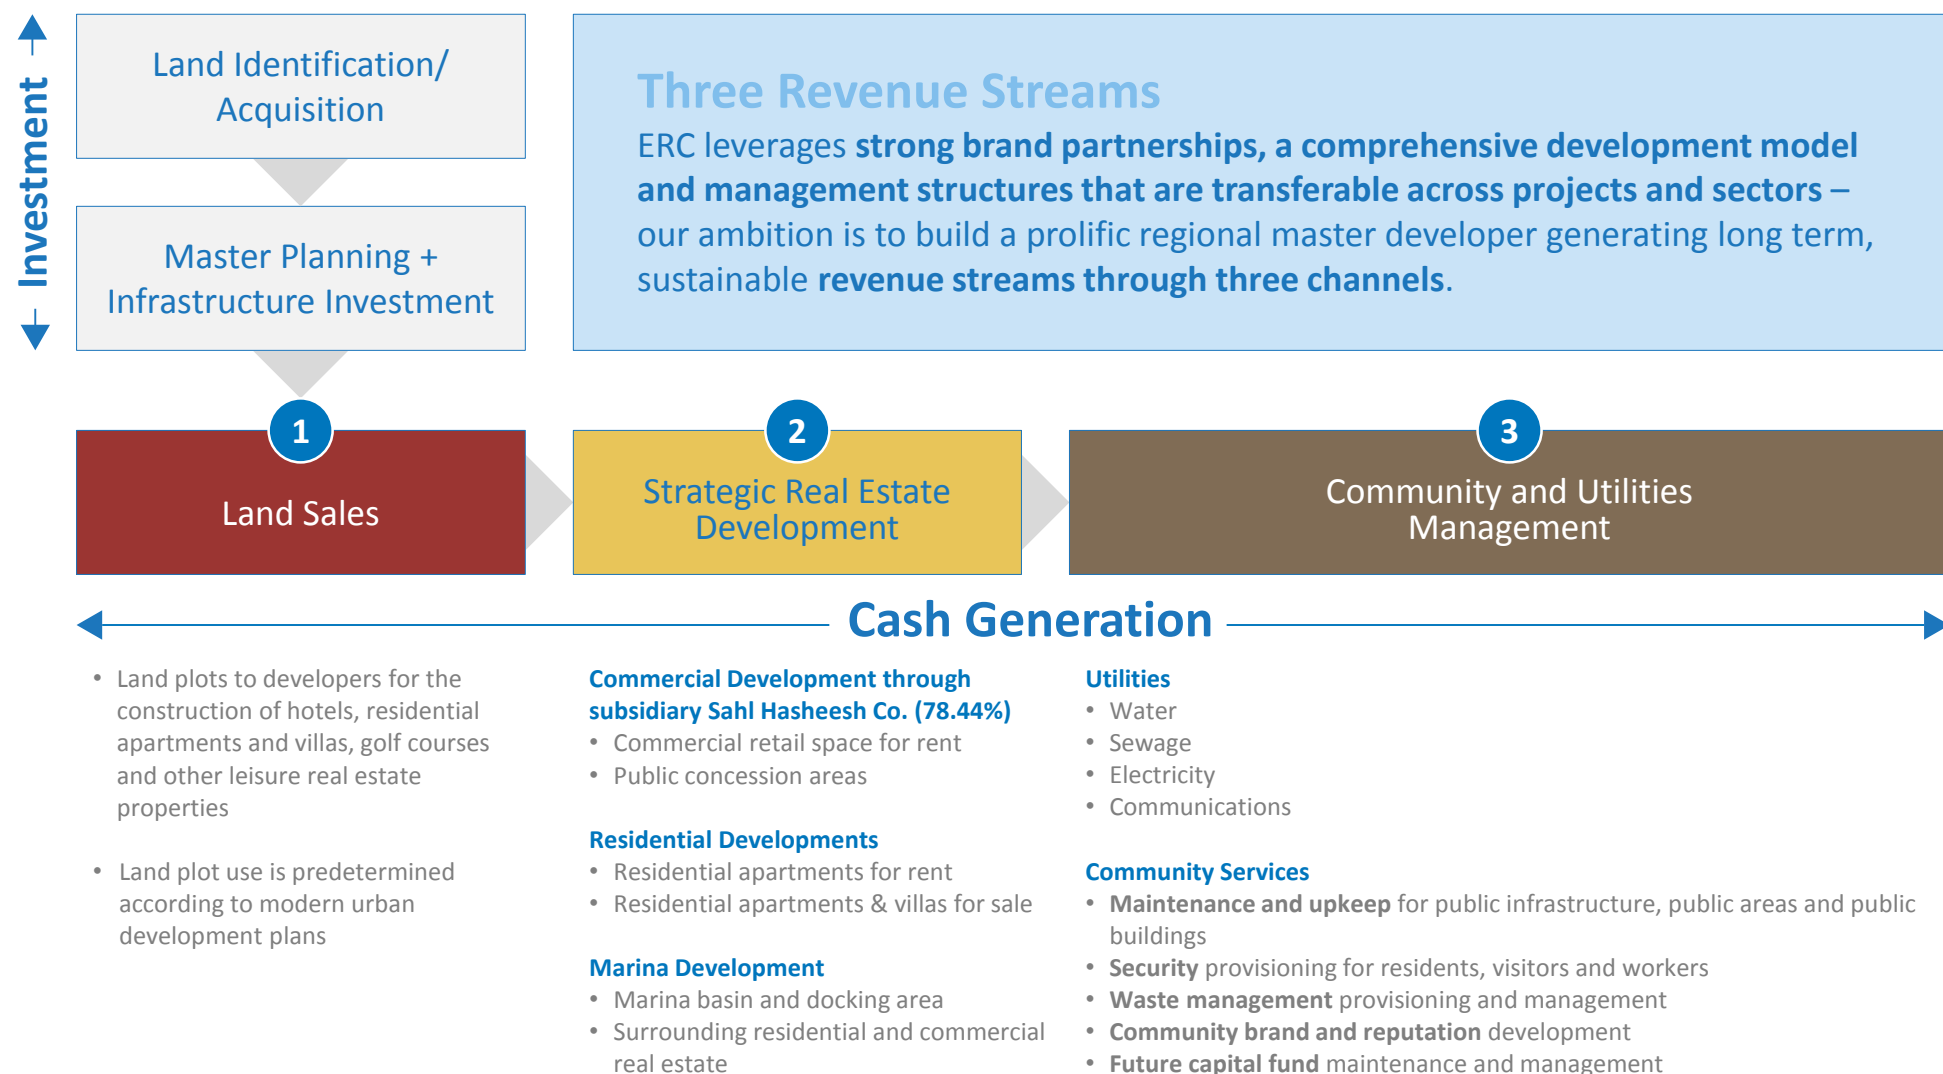 Investment
Land Identification/
Acquisition
Master Planning +
Infrastructure Investment
Three Revenue Streams
ERC leverages strong brand partnerships, a comprehensive development model
and management structures that are transferable across projects and sectors –
our ambition is to build a prolific regional master developer generating long term,
sustainable revenue streams through three channels.
1
Land Sales
2
Strategic Real Estate
Development
3
Community and Utilities
Management
Cash Generation
• Land plots to developers for the
construction of hotels, residential
apartments and villas, golf courses
and other leisure real estate
properties
• Land plot use is predetermined
according to modern urban
development plans
Commercial Development through
subsidiary Sahl Hasheesh Co. (78.44%)
• Commercial retail space for rent
• Public concession areas
Residential Developments
• Residential apartments for rent
• Residential apartments & villas for sale
Marina Development
• Marina basin and docking area
• Surrounding residential and commercial
real estate
Utilities
• Water
• Sewage
• Electricity
• Communications
Community Services
• Maintenance and upkeep for public infrastructure, public areas and public
buildings
• Security provisioning for residents, visitors and workers
• Waste management provisioning and management
• Community brand and reputation development
• Future capital fund maintenance and management